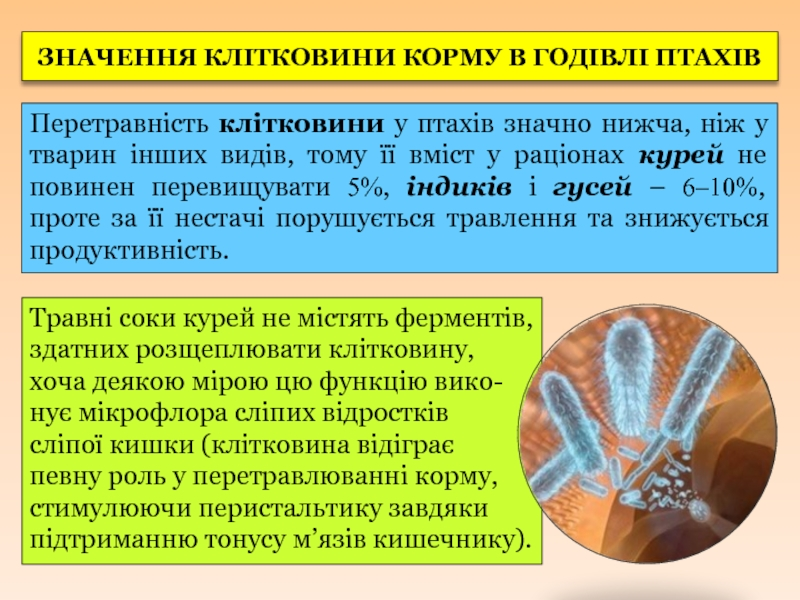 ЗНАЧЕННЯ КЛІТКОВИНИ КОРМУ В ГОДІВЛІ ПТАХІВ
Перетравність клітковини у птахів значно нижча, ніж у
тварин інших видів, тому її вміст у раціонах курей не
повинен перевищувати 5%, індиків і гусей – 6–10%,
проте за її нестачі порушується травлення та знижується
продуктивність.
Травні соки курей не містять ферментів,
здатних розщеплювати клітковину,
хоча деякою мірою цю функцію вико-
нує мікрофлора сліпих відростків
сліпої кишки (клітковина відіграє
певну роль у перетравлюванні корму,
стимулюючи перистальтику завдяки
підтриманню тонусу м’язів кишечнику).